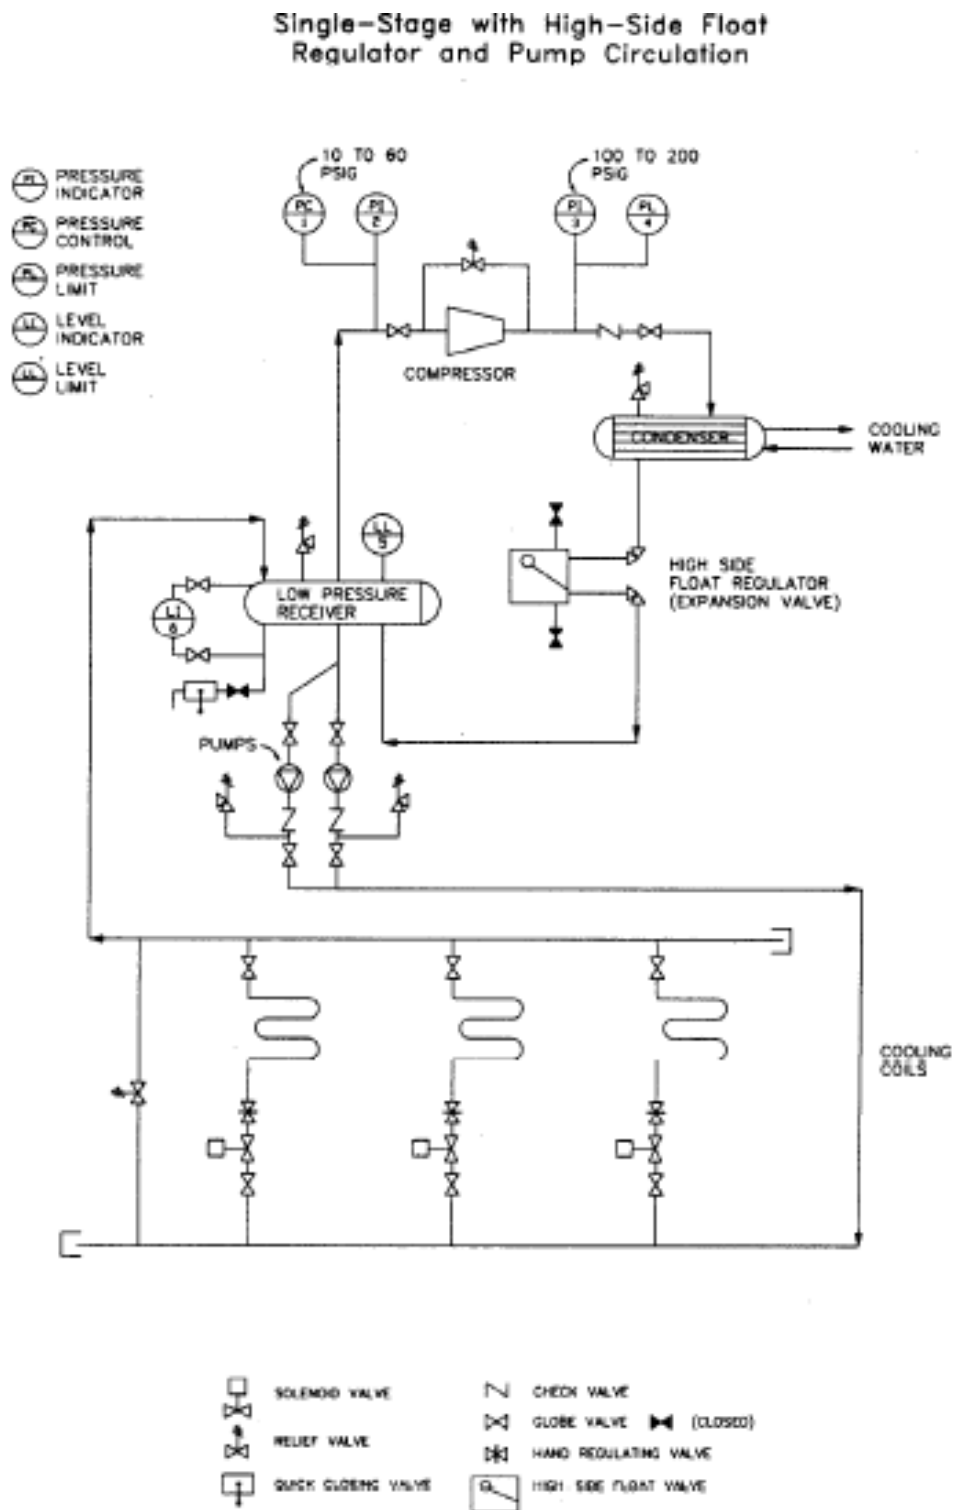 Single-Stage with High-Side Float
Regulator and Pump Circulation
10 TO 60
PSIG
100 TO 200
PSIG
PI
PRESSURE
INDICATOR
PC
PRESSURE
CONTROL
PL
PRESSURE
LIMIT
LI
LEVEL
INDICATOR
LL
LEVEL
LIMIT
PC
1
PI
2
PI
3
PL
4
COMPRESSOR
CONDENSER
COOLING
WATER
LL
5
LOW PRESSURE
RECEIVER
LI
6
HIGH SIDE
FLOAT REGULATOR
(EXPANSION VALVE)
PUMPS
COOLING
COILS
SOLENOID VALVE
RELIEF VALVE
QUICK CLOSING VALVE
CHECK VALVE
GLOBE VALVE (CLOSED)
HAND REGULATING VALVE
HIGH SIDE FLOAT VALVE